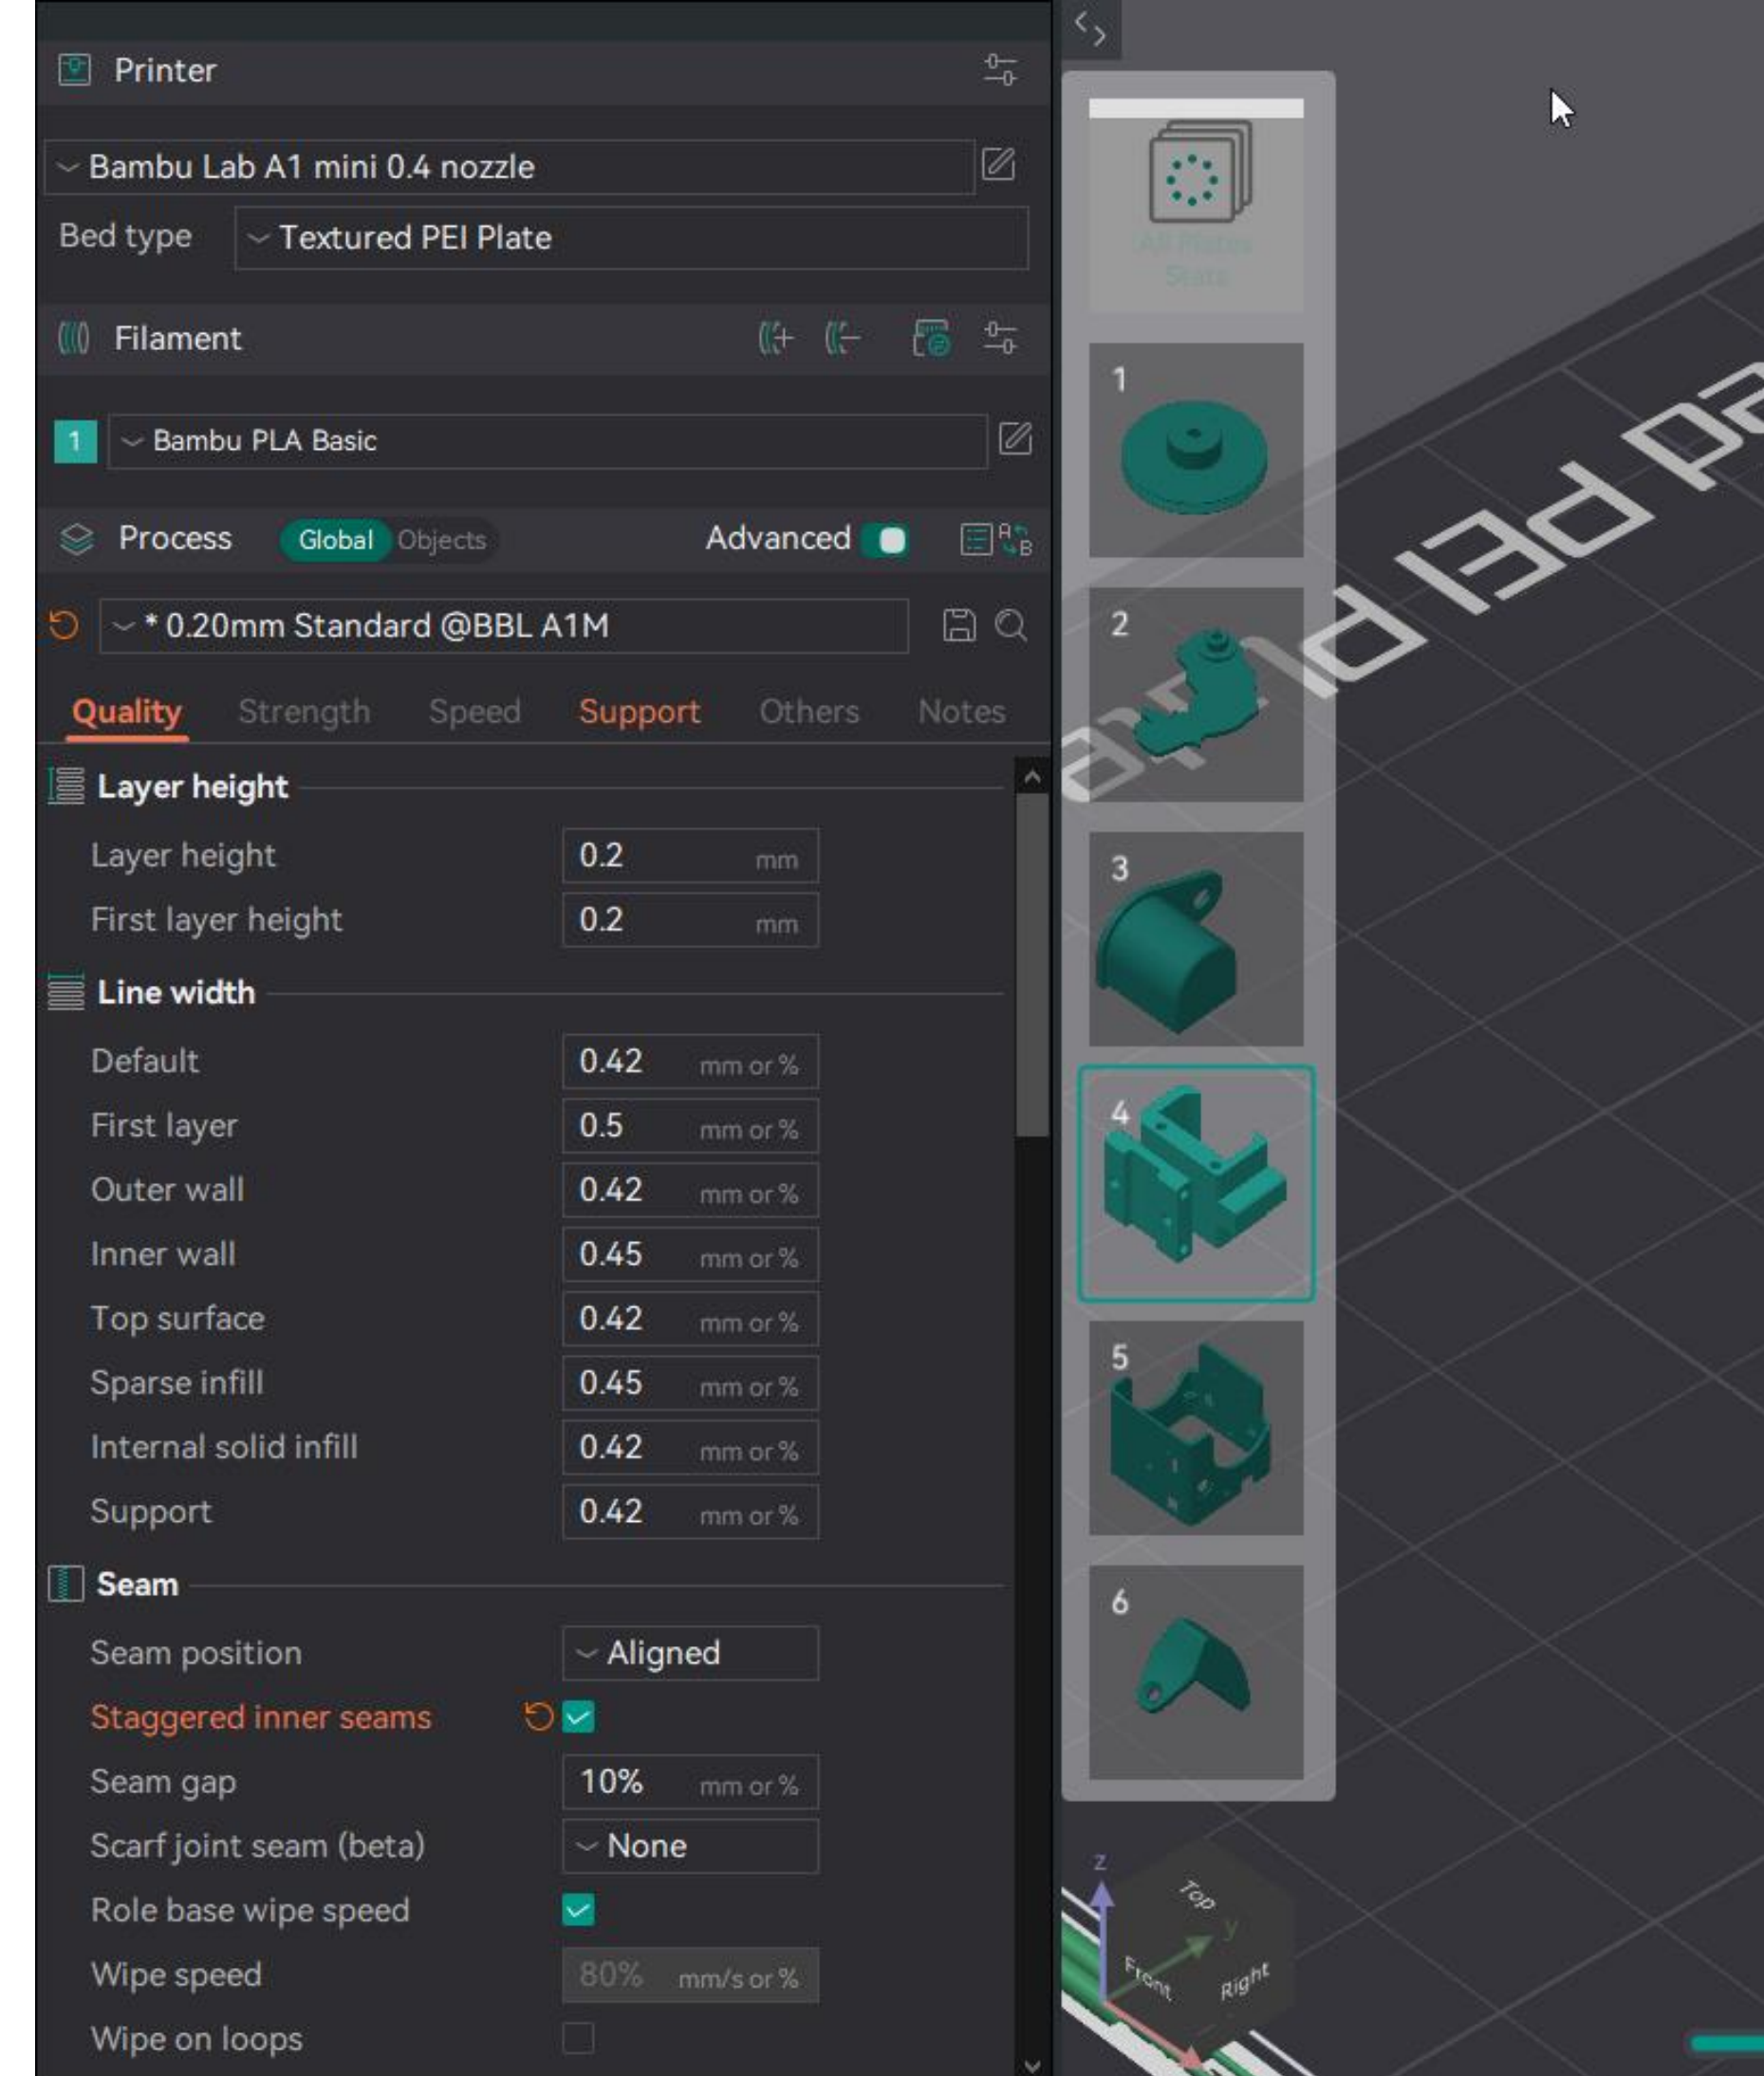 Printer
Bambu Lab A1 mini 0.4 nozzle
Bed type Textured PEI Plate
Filament
1 Bambu PLA Basic
Process Global Objects Advanced
* 0.20mm Standard @BBL A1M
Quality Strength Speed Support Others Notes
Layer height
Layer height 0.2 mm
First layer height 0.2 mm
Line width
Default 0.42 mm or %
First layer 0.5 mm or %
Outer wall 0.42 mm or %
Inner wall 0.45 mm or %
Top surface 0.42 mm or %
Sparse infill 0.45 mm or %
Internal solid infill 0.42 mm or %
Support 0.42 mm or %
Seam
Seam position Aligned
Staggered inner seams
Seam gap 10% mm or %
Scarf joint seam (beta) None
Role base wipe speed
Wipe speed 80% mm/s or %
Wipe on loops
All Plates
Stats
1
2
3
4
5
6
z
y
Top
Front
Right
PEI